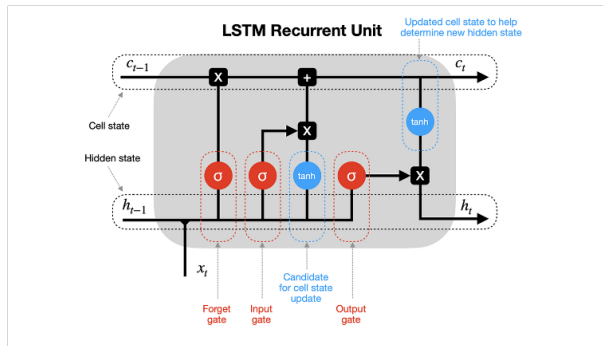 LSTM Recurrent Unit
Updated cell state to help
determine new hidden state
c_{t-1}
c_t
X
+
Cell state
X
tanh
Hidden state
σ
σ
tanh
σ
X
h_{t-1}
h_t
x_t
Forget
gate
Input
gate
Candidate
for cell state
update
Output
gate